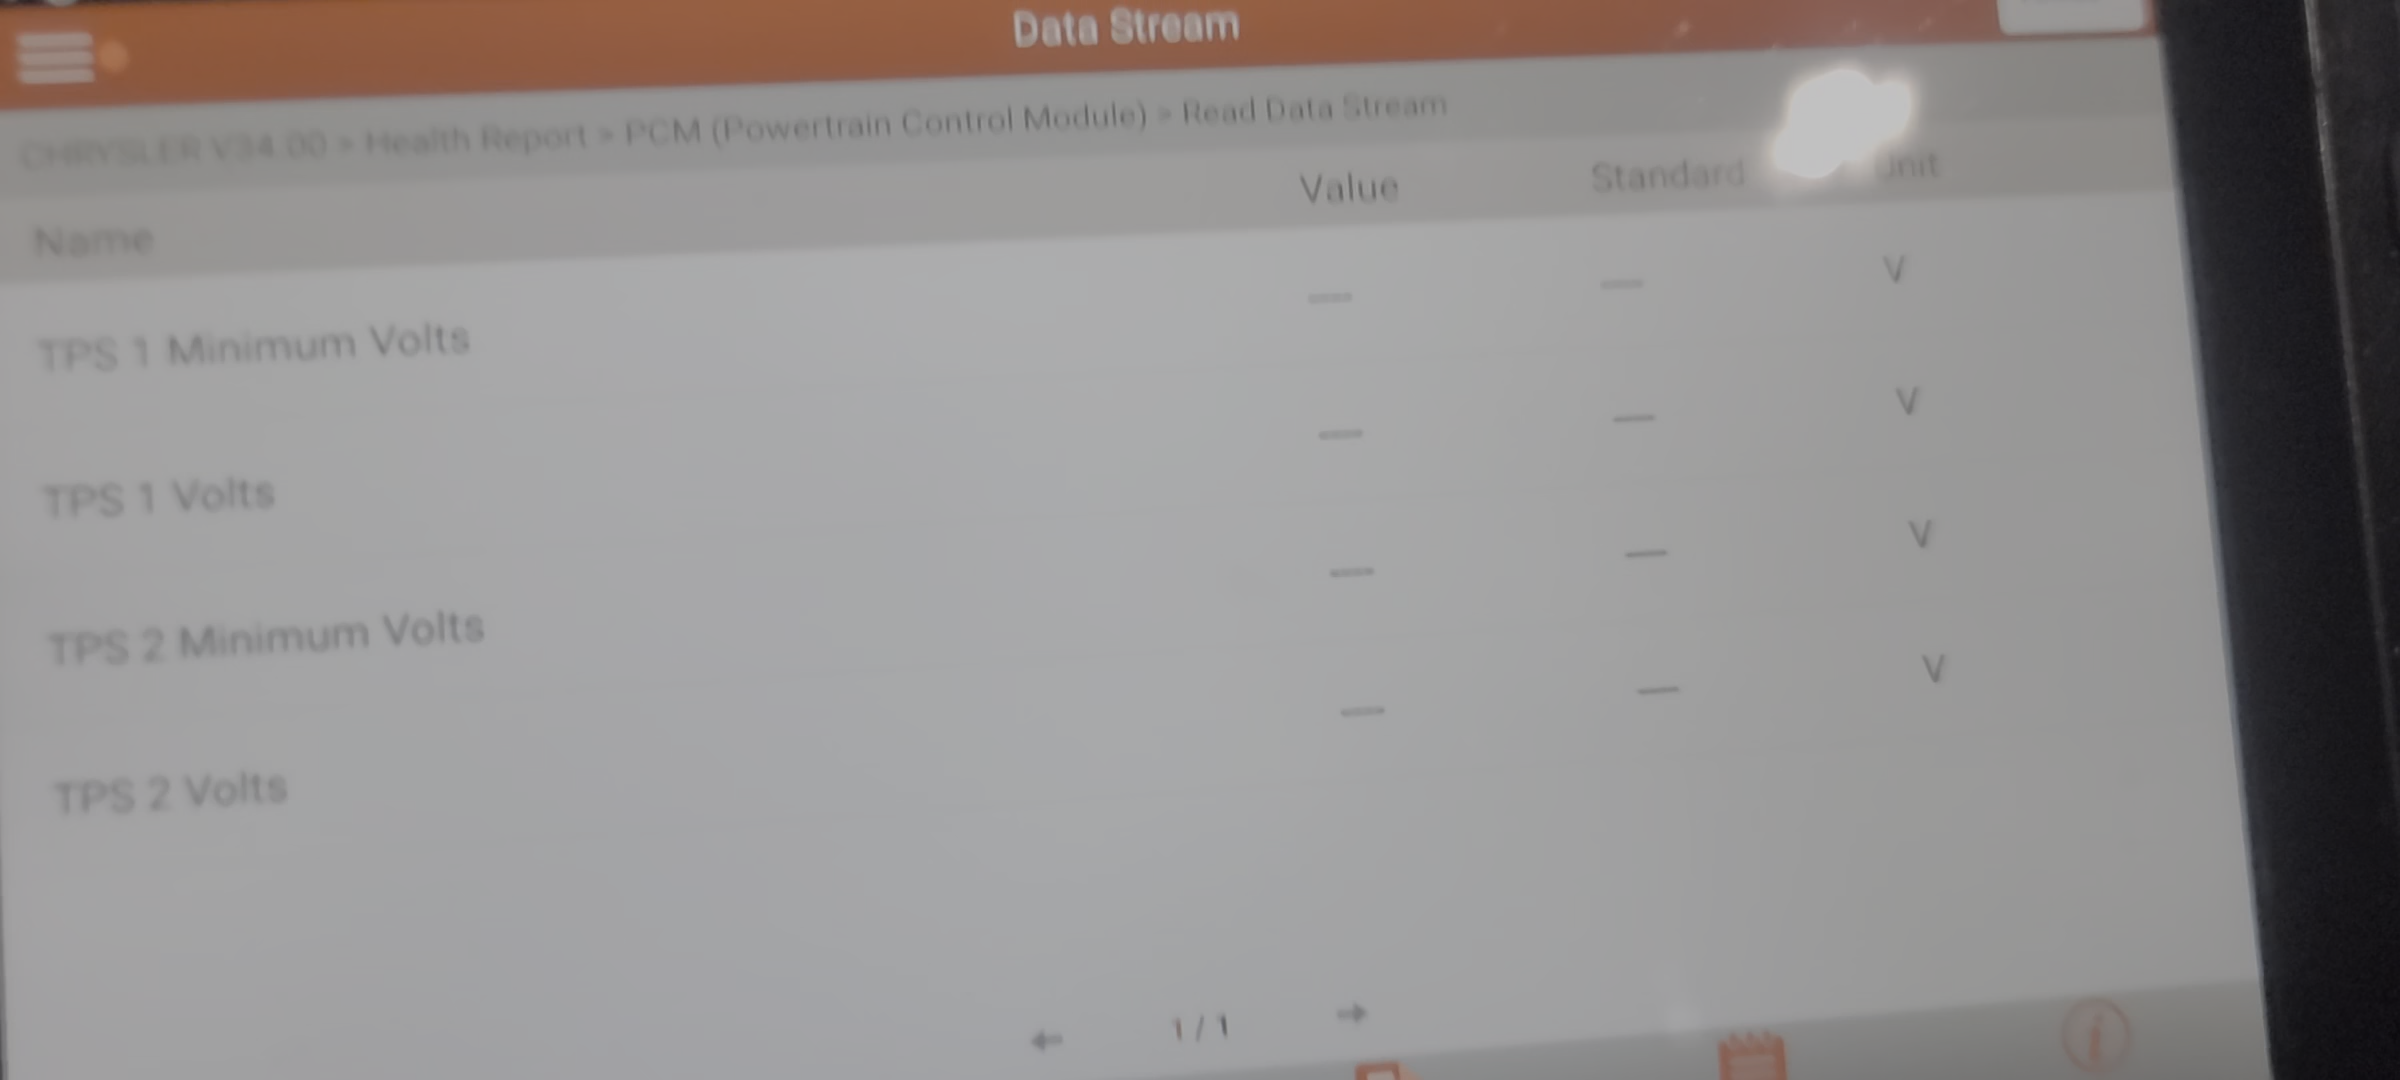 Data Stream
CHRYSLER V34.00 > Health Report > PCM (Powertrain Control Module) > Read Data Stream
Name Value Standard Unit
TPS 1 Minimum Volts — — V
TPS 1 Volts — — V
TPS 2 Minimum Volts — — V
TPS 2 Volts — — V
1 / 1